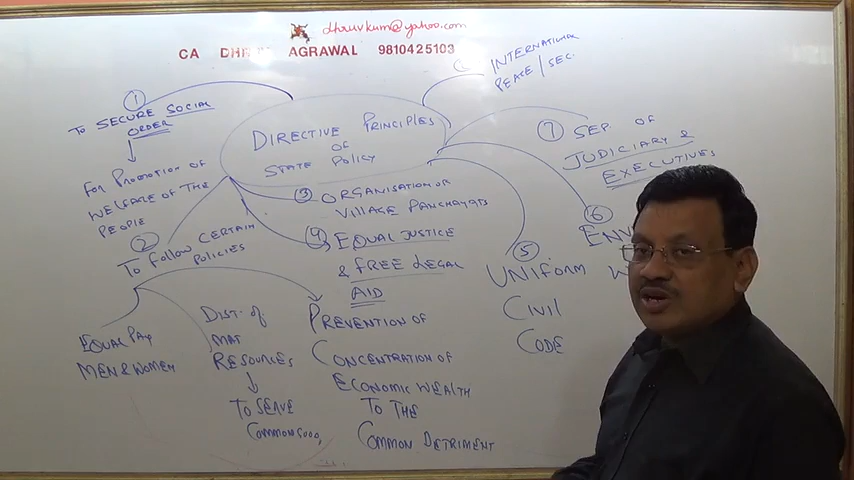 dhruvkum@yahoo.com
CA DHRUV AGRAWAL 9810425103
DIRECTIVE PRINCIPLES
OF
STATE POLICY
① TO SECURE SOCIAL
ORDER
FOR PROMOTION OF
WELFARE OF THE
PEOPLE
② TO FOLLOW CERTAIN
POLICIES
EQUAL PAY
MEN & WOMEN
DIST. of
MAT
RESOURCES
TO SERVE
COMMON GOOD
PREVENTION OF
CONCENTRATION OF
ECONOMIC WEALTH
TO THE
COMMON DETRIMENT
③ ORGANISATION OF
VILLAGE PANCHAYATS
④ EQUAL JUSTICE
& FREE LEGAL
AID
⑤
UNIFORM
CIVIL
CODE
⑥
ENV
W
⑦ SEP. OF
JUDICIARY &
EXECUTIVES
INTERNATIONAL
PEACE / SEC.